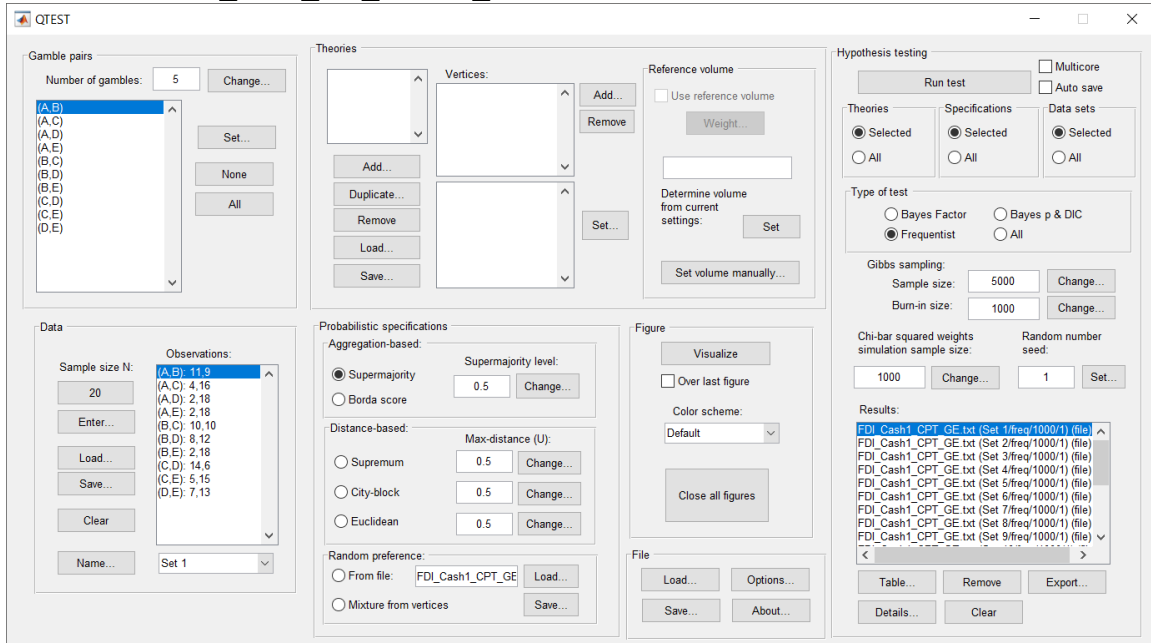 QTEST
Gamble pairs
Number of gambles: 5 Change...
(A,B)
(A,C)
(A,D)
(A,E)
(B,C)
(B,D)
(B,E)
(C,D)
(C,E)
(D,E)
Set...
None
All
Theories
Add...
Duplicate...
Remove
Load...
Save...
Vertices:
Add...
Remove
Set...
Reference volume
Use reference volume
Weight...
Determine volume
from current
settings:
Set
Set volume manually...
Hypothesis testing
Run test
Multicore
Auto save
Theories
Selected
All
Specifications
Selected
All
Data sets
Selected
All
Type of test
Bayes Factor Bayes p & DIC
Frequentist All
Gibbs sampling:
Sample size: 5000 Change...
Burn-in size: 1000 Change...
Chi-bar squared weights
simulation sample size:
1000 Change...
Random number
seed:
1 Set...
Results:
FDI_Cash1_CPT_GE.txt (Set 1/freq/1000/1) (file)
FDI_Cash1_CPT_GE.txt (Set 2/freq/1000/1) (file)
FDI_Cash1_CPT_GE.txt (Set 3/freq/1000/1) (file)
FDI_Cash1_CPT_GE.txt (Set 4/freq/1000/1) (file)
FDI_Cash1_CPT_GE.txt (Set 5/freq/1000/1) (file)
FDI_Cash1_CPT_GE.txt (Set 6/freq/1000/1) (file)
FDI_Cash1_CPT_GE.txt (Set 7/freq/1000/1) (file)
FDI_Cash1_CPT_GE.txt (Set 8/freq/1000/1) (file)
FDI_Cash1_CPT_GE.txt (Set 9/freq/1000/1) (file)
Table... Remove Export...
Details... Clear
Data
Sample size N:
20
Enter...
Load...
Save...
Clear
Name...
Observations:
(A,B): 11,9
(A,C): 4,16
(A,D): 2,18
(A,E): 2,18
(B,C): 10,10
(B,D): 8,12
(B,E): 2,18
(C,D): 14,6
(C,E): 5,15
(D,E): 7,13
Set 1
Probabilistic specifications
Aggregation-based:
Supermajority
Borda score
Supermajority level:
0.5 Change...
Distance-based:
Max-distance (U):
Supremum 0.5 Change...
City-block 0.5 Change...
Euclidean 0.5 Change...
Random preference:
From file: FDI_Cash1_CPT_GE Load...
Mixture from vertices Save...
Figure
Visualize
Over last figure
Color scheme:
Default
Close all figures
File
Load... Options...
Save... About...